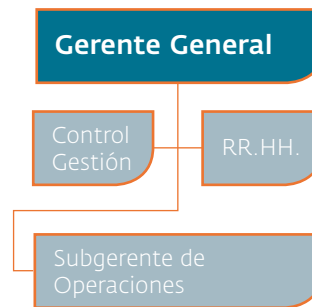 Gerente General
Control
Gestión
RR.HH.
Subgerente de
Operaciones